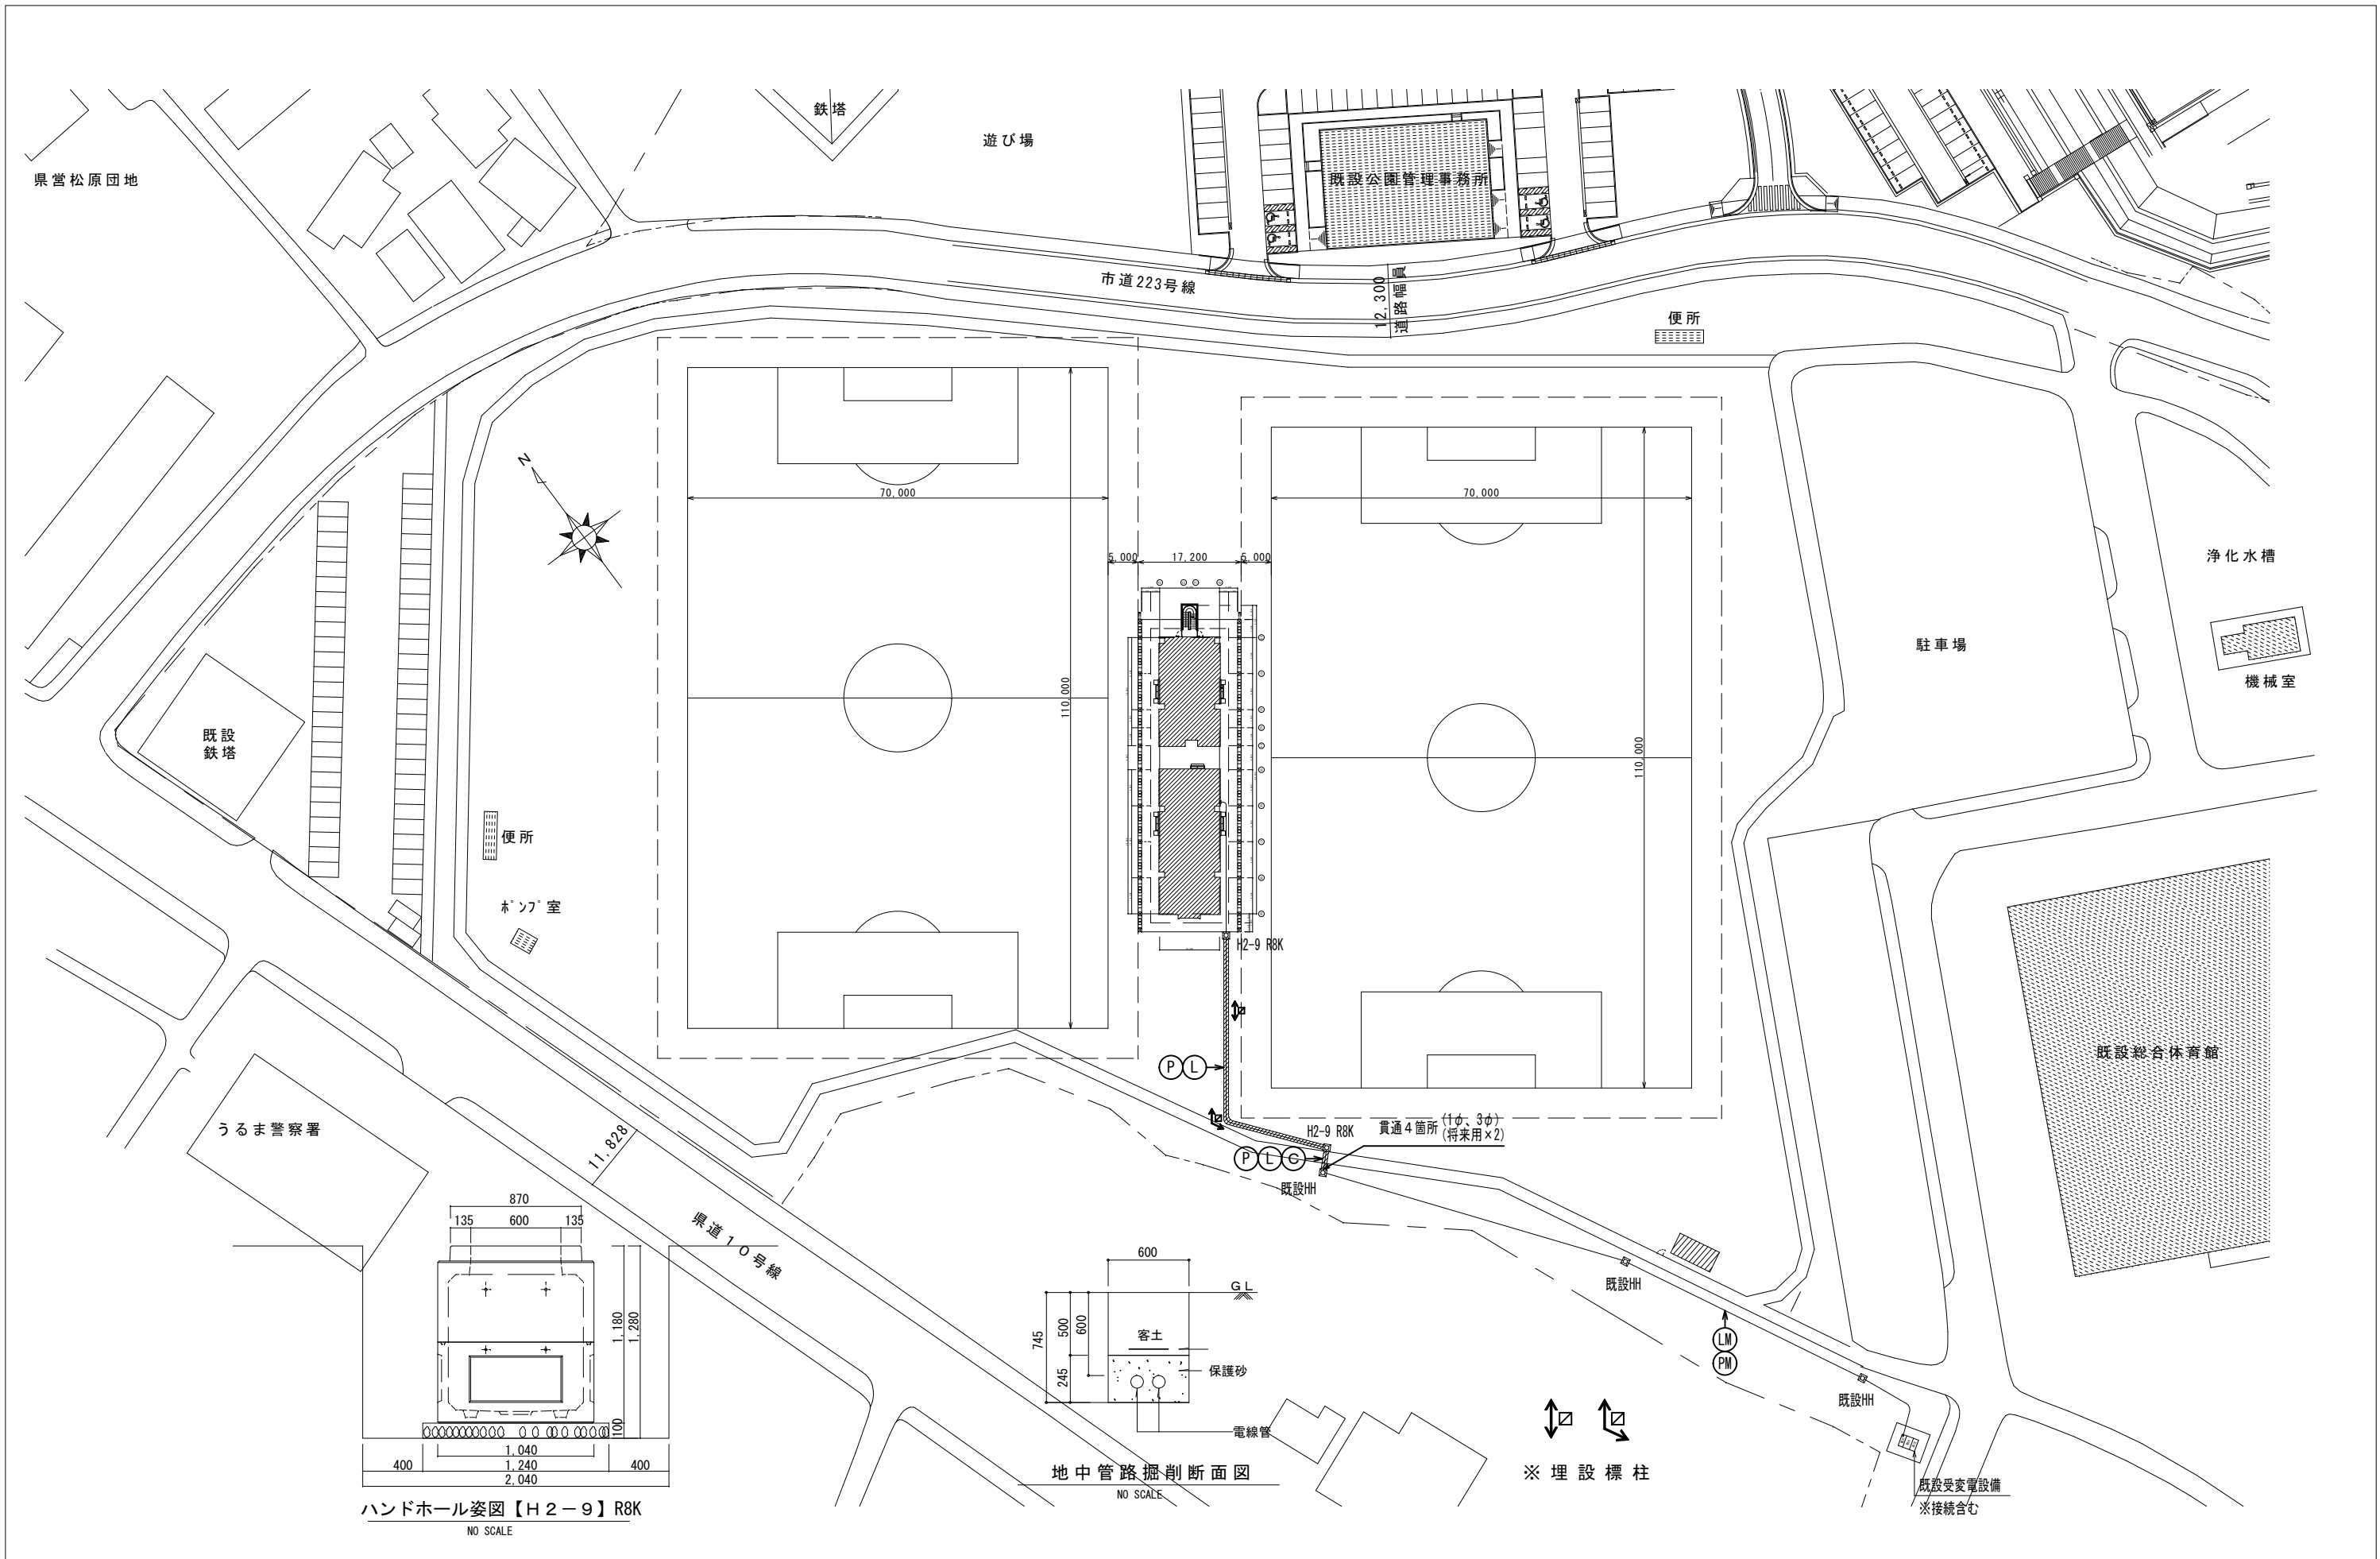 鉄塔
遊び場
県営松原団地
既設公園管理事務所
市道223号線
12,300
道路幅員
便所
N
70,000
70,000
5,000
17,200
5,000
浄化水槽
駐車場
機械室
110,000
110,000
既設
鉄塔
便所
ﾎﾟﾝﾌﾟ室
H2-9 R8K
既設総合体育館
P L
うるま警察署
11,828
H2-9 R8K
貫通4箇所
(1φ、3φ)
(将来用×2)
P L C
既設HH
県道10号線
870
135
600
135
1,180
1,280
100
1,040
400
1,240
400
2,040
ハンドホール姿図【H2-9】R8K
NO SCALE
600
GL
745
500
600
245
客土
保護砂
電線管
地中管路掘削断面図
NO SCALE
既設HH
LM
PM
既設HH
※埋設標柱
既設受変電設備
※接続含む